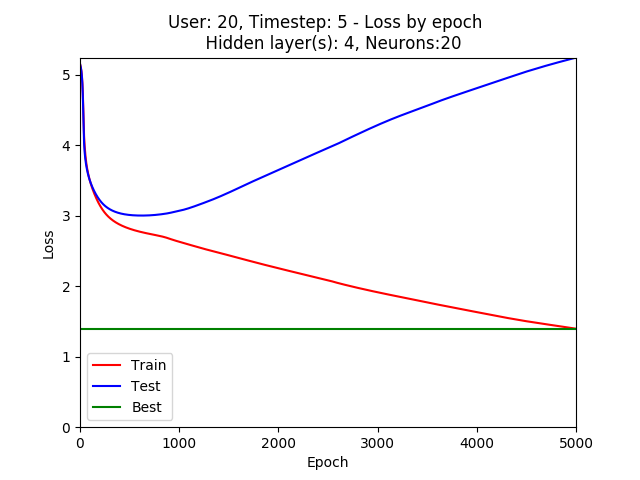 User: 20, Timestep: 5 - Loss by epoch
Hidden layer(s): 4, Neurons:20
5
4
3
2
1
0
Loss
Train
Test
Best
0 1000 2000 3000 4000 5000
Epoch